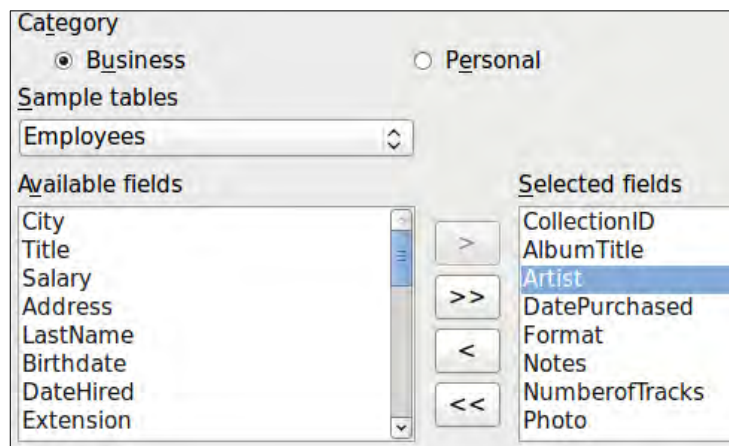 Category
Business
Personal
Sample tables
Employees
Available fields
City
Title
Salary
Address
LastName
Birthdate
DateHired
Extension
>
>>
<
<<
Selected fields
CollectionID
AlbumTitle
Artist
DatePurchased
Format
Notes
NumberofTracks
Photo